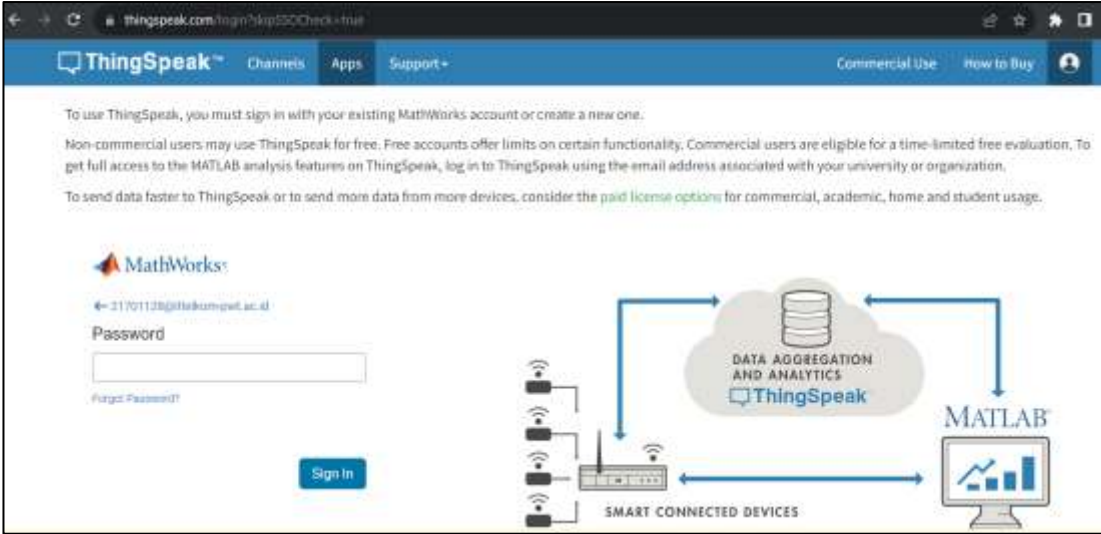 thingspeak.com/login?skipSSOCheck=true
ThingSpeak™ Channels Apps Support Commercial Use How to Buy
To use ThingSpeak, you must sign in with your existing MathWorks account or create a new one.
Non-commercial users may use ThingSpeak for free. Free accounts offer limits on certain functionality. Commercial users are eligible for a time-limited free evaluation. To
get full access to the MATLAB analysis features on ThingSpeak, log in to ThingSpeak using the email address associated with your university or organization.
To send data faster to ThingSpeak or to send more data from more devices, consider the paid license options for commercial, academic, home and student usage.
MathWorks
Password
Forgot Password?
Sign In
DATA AGGREGATION
AND ANALYTICS
ThingSpeak
MATLAB
SMART CONNECTED DEVICES